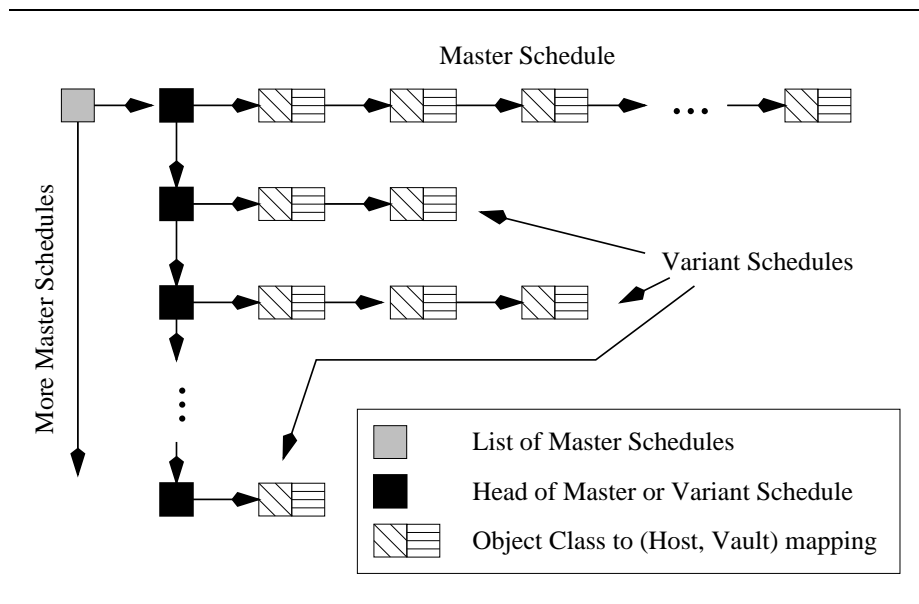 Master Schedule
...
More Master Schedules
Variant Schedules
...
List of Master Schedules
Head of Master or Variant Schedule
Object Class to (Host, Vault) mapping